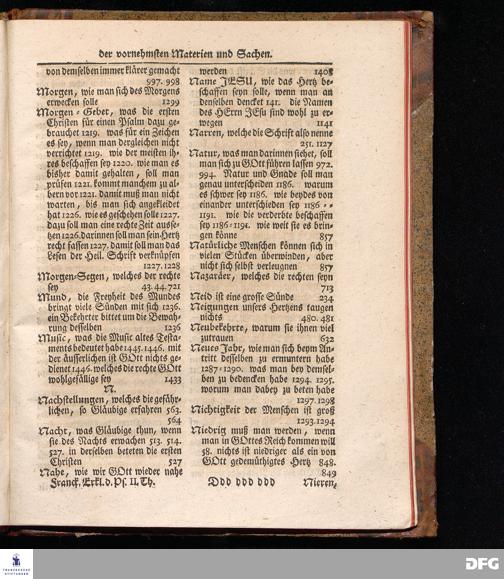 der vornehmsten Materien und Sachen.
von demselben immer klärer gemacht
997. 998
Morgen, wie man sich des Morgens
erwecken solle 1299
Morgen-Gebet, was die ersten
Christen für einen Psalm dazu ge-
brauchet 1219. was für ein Zeichen
es sey, wenn man dergleichen nicht
verrichtet 1219. wie der meisten ih-
res beschaffen sey 1220. wie man es
bisher damit gehalten, soll man
prüfen 1221. kommt manchem zu al-
bern vor 1221. damit muß man nicht
warten, bis man sich angekleidet
hat 1226. wie es geschehen solle 1227.
dazu soll man eine rechte Zeit ausse-
tzen 1226. darinnen soll man sein Hertz
recht fassen 1227. damit soll man das
Lesen der Heil. Schrift verknüpfen
1227. 1228
Morgen-Segen, welches der rechte
sey 43. 44. 721
Mund, die Freyheit des Mundes
bringt viele Sünden mit sich 1236.
ein Bekehrter bittet um die Bewah-
rung desselben 1236
Music, was die Music altes Testa-
ments bedeutet habe 1445. 1446. mit
der äusserlichen ist GOtt nichts ge-
dienet 1446. welches die rechte GOtt
wohlgefällige sey 1433
N.
Nachstellungen, welches die gefähr-
lichen, so Gläubige erfahren 563.
564
Nacht, was Gläubige thun, wenn
sie des Nachts erwachen 513. 514.
527. in derselben beteten die ersten
Christen 527
Nahe, wie wir GOtt wieder nahe
Franck. Erkl. d. Ps. II. Th.
werden 1408
Name JESU, wie das Hertz be-
schaffen seyn solle, wenn man an
denselben dencket 141. die Namen
des HErrn JEsu sind wohl zu er-
wegen 1141
Narren, welche die Schrift also nenne
251. 1127
Natur, was man darinnen siehet, soll
man sich zu GOtt führen lassen 972.
994. Natur und Gnade soll man
genau unterscheiden 1186. warum
es schwer sey 1186. wie beydes von
einander unterschieden sey 1186--
1191. wie die verderbte beschaffen
sey 1186-1191. wie weit sie es brin-
gen könne 857
Natürliche Menschen können sich in
vielen Stücken überwinden, aber
nicht sich selbst verleugnen 857
Nazaräer, welches die rechten seyn
713
Neid ist eine grosse Sünde 234
Neigungen unsers Hertzens taugen
nichts 480. 481
Neubekehrte, warum sie ihnen viel
zutrauen 632
Neues Jahr, wie man sich beym An-
tritt desselben zu ermuntern habe
1287-1290. was man bey demsel-
ben zu bedencken habe 1294. 1295.
worum man dabey zu beten habe
1297. 1298
Nichtigkeit der Menschen ist groß
1293. 1294
Niedrig muß man werden, wenn
man in GOttes Reich kommen will
58. nichts ist niedriger als ein von
GOtt gedemüthigtes Hertz 848.
849
Ddd ddd ddd Nieren,
DFG